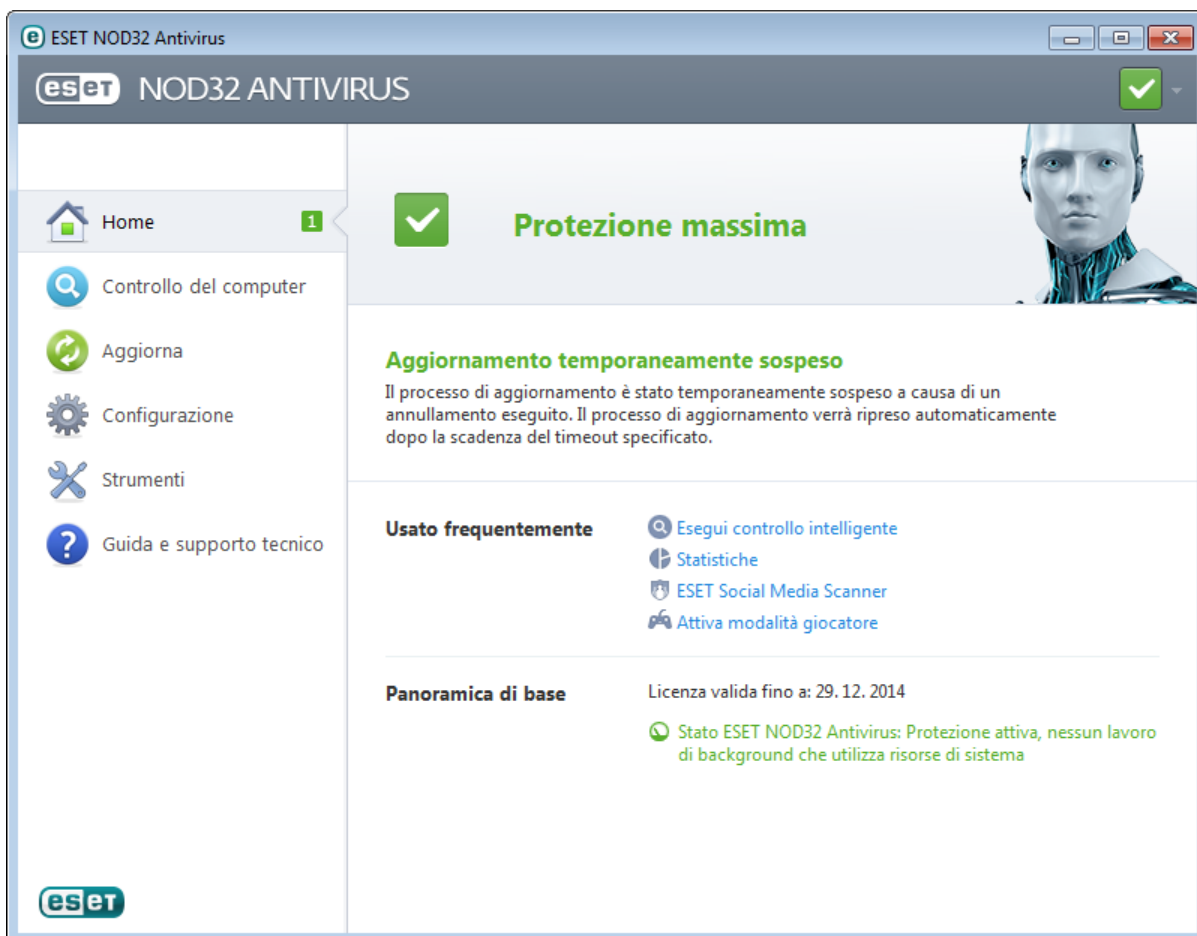 ESET NOD32 Antivirus
eset NOD32 ANTIVIRUS
Home 1
Controllo del computer
Aggiorna
Configurazione
Strumenti
Guida e supporto tecnico
eset
Protezione massima
Aggiornamento temporaneamente sospeso
Il processo di aggiornamento è stato temporaneamente sospeso a causa di un
annullamento eseguito. Il processo di aggiornamento verrà ripreso automaticamente
dopo la scadenza del timeout specificato.
Usato frequentemente
Esegui controllo intelligente
Statistiche
ESET Social Media Scanner
Attiva modalità giocatore
Panoramica di base
Licenza valida fino a: 29. 12. 2014
Stato ESET NOD32 Antivirus: Protezione attiva, nessun lavoro
di background che utilizza risorse di sistema